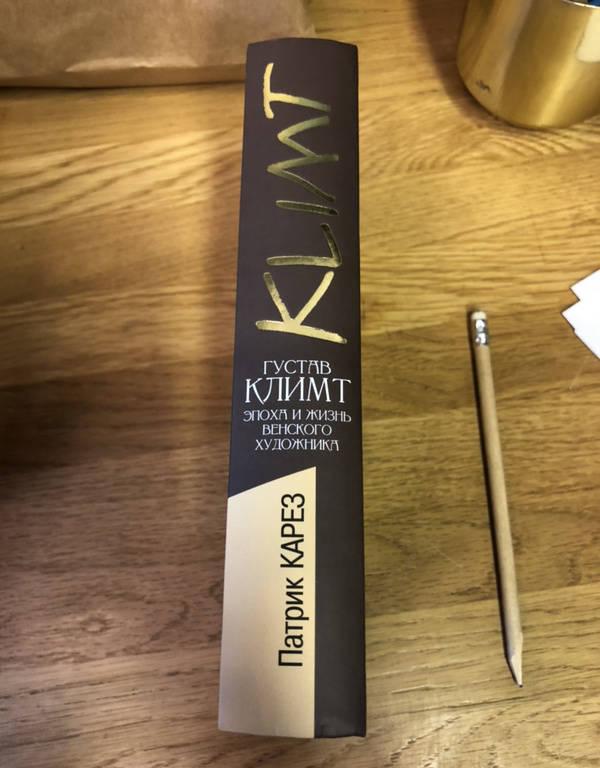 KLIMT
ГУСТАВ
КЛИМТ
ЭПОХА И ЖИЗНЬ
ВЕНСКОГО
ХУДОЖНИКА
Патрик КАРЕЗ